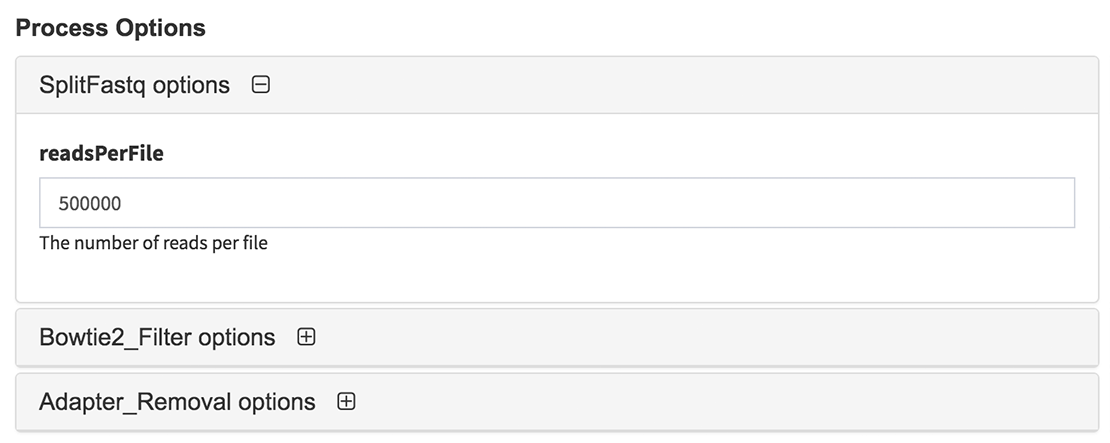 Process Options
SplitFastq options
readsPerFile
500000
The number of reads per file
Bowtie2_Filter options
Adapter_Removal options